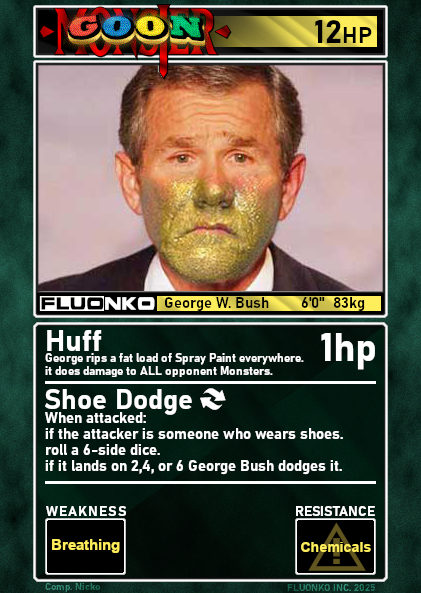 MONSTER
GOON
12HP
FLUONKO George W. Bush 6'0" 83kg
Huff
1hp
George rips a fat load of Spray Paint everywhere.
it does damage to ALL opponent Monsters.
Shoe Dodge
When attacked:
if the attacker is someone who wears shoes.
roll a 6-side dice.
if it lands on 2,4, or 6 George Bush dodges it.
WEAKNESS
RESISTANCE
Breathing
Chemicals
Comp. Nicko
FLUONKO INC. 2025